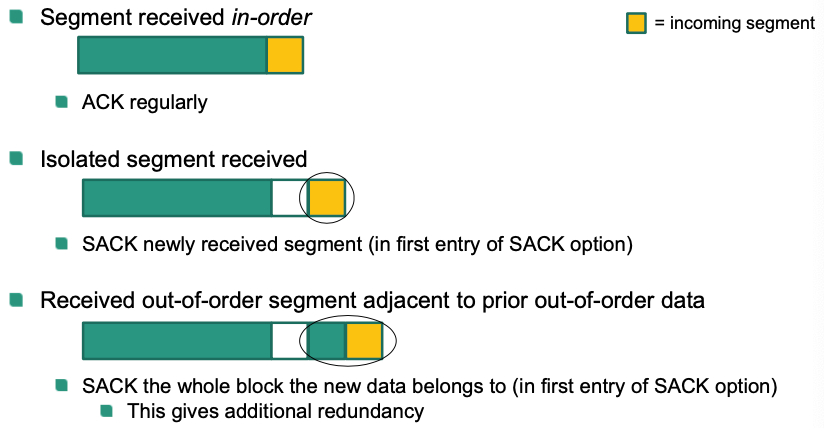 Segment received in-order
= incoming segment
ACK regularly
Isolated segment received
SACK newly received segment (in first entry of SACK option)
Received out-of-order segment adjacent to prior out-of-order data
SACK the whole block the new data belongs to (in first entry of SACK option)
This gives additional redundancy